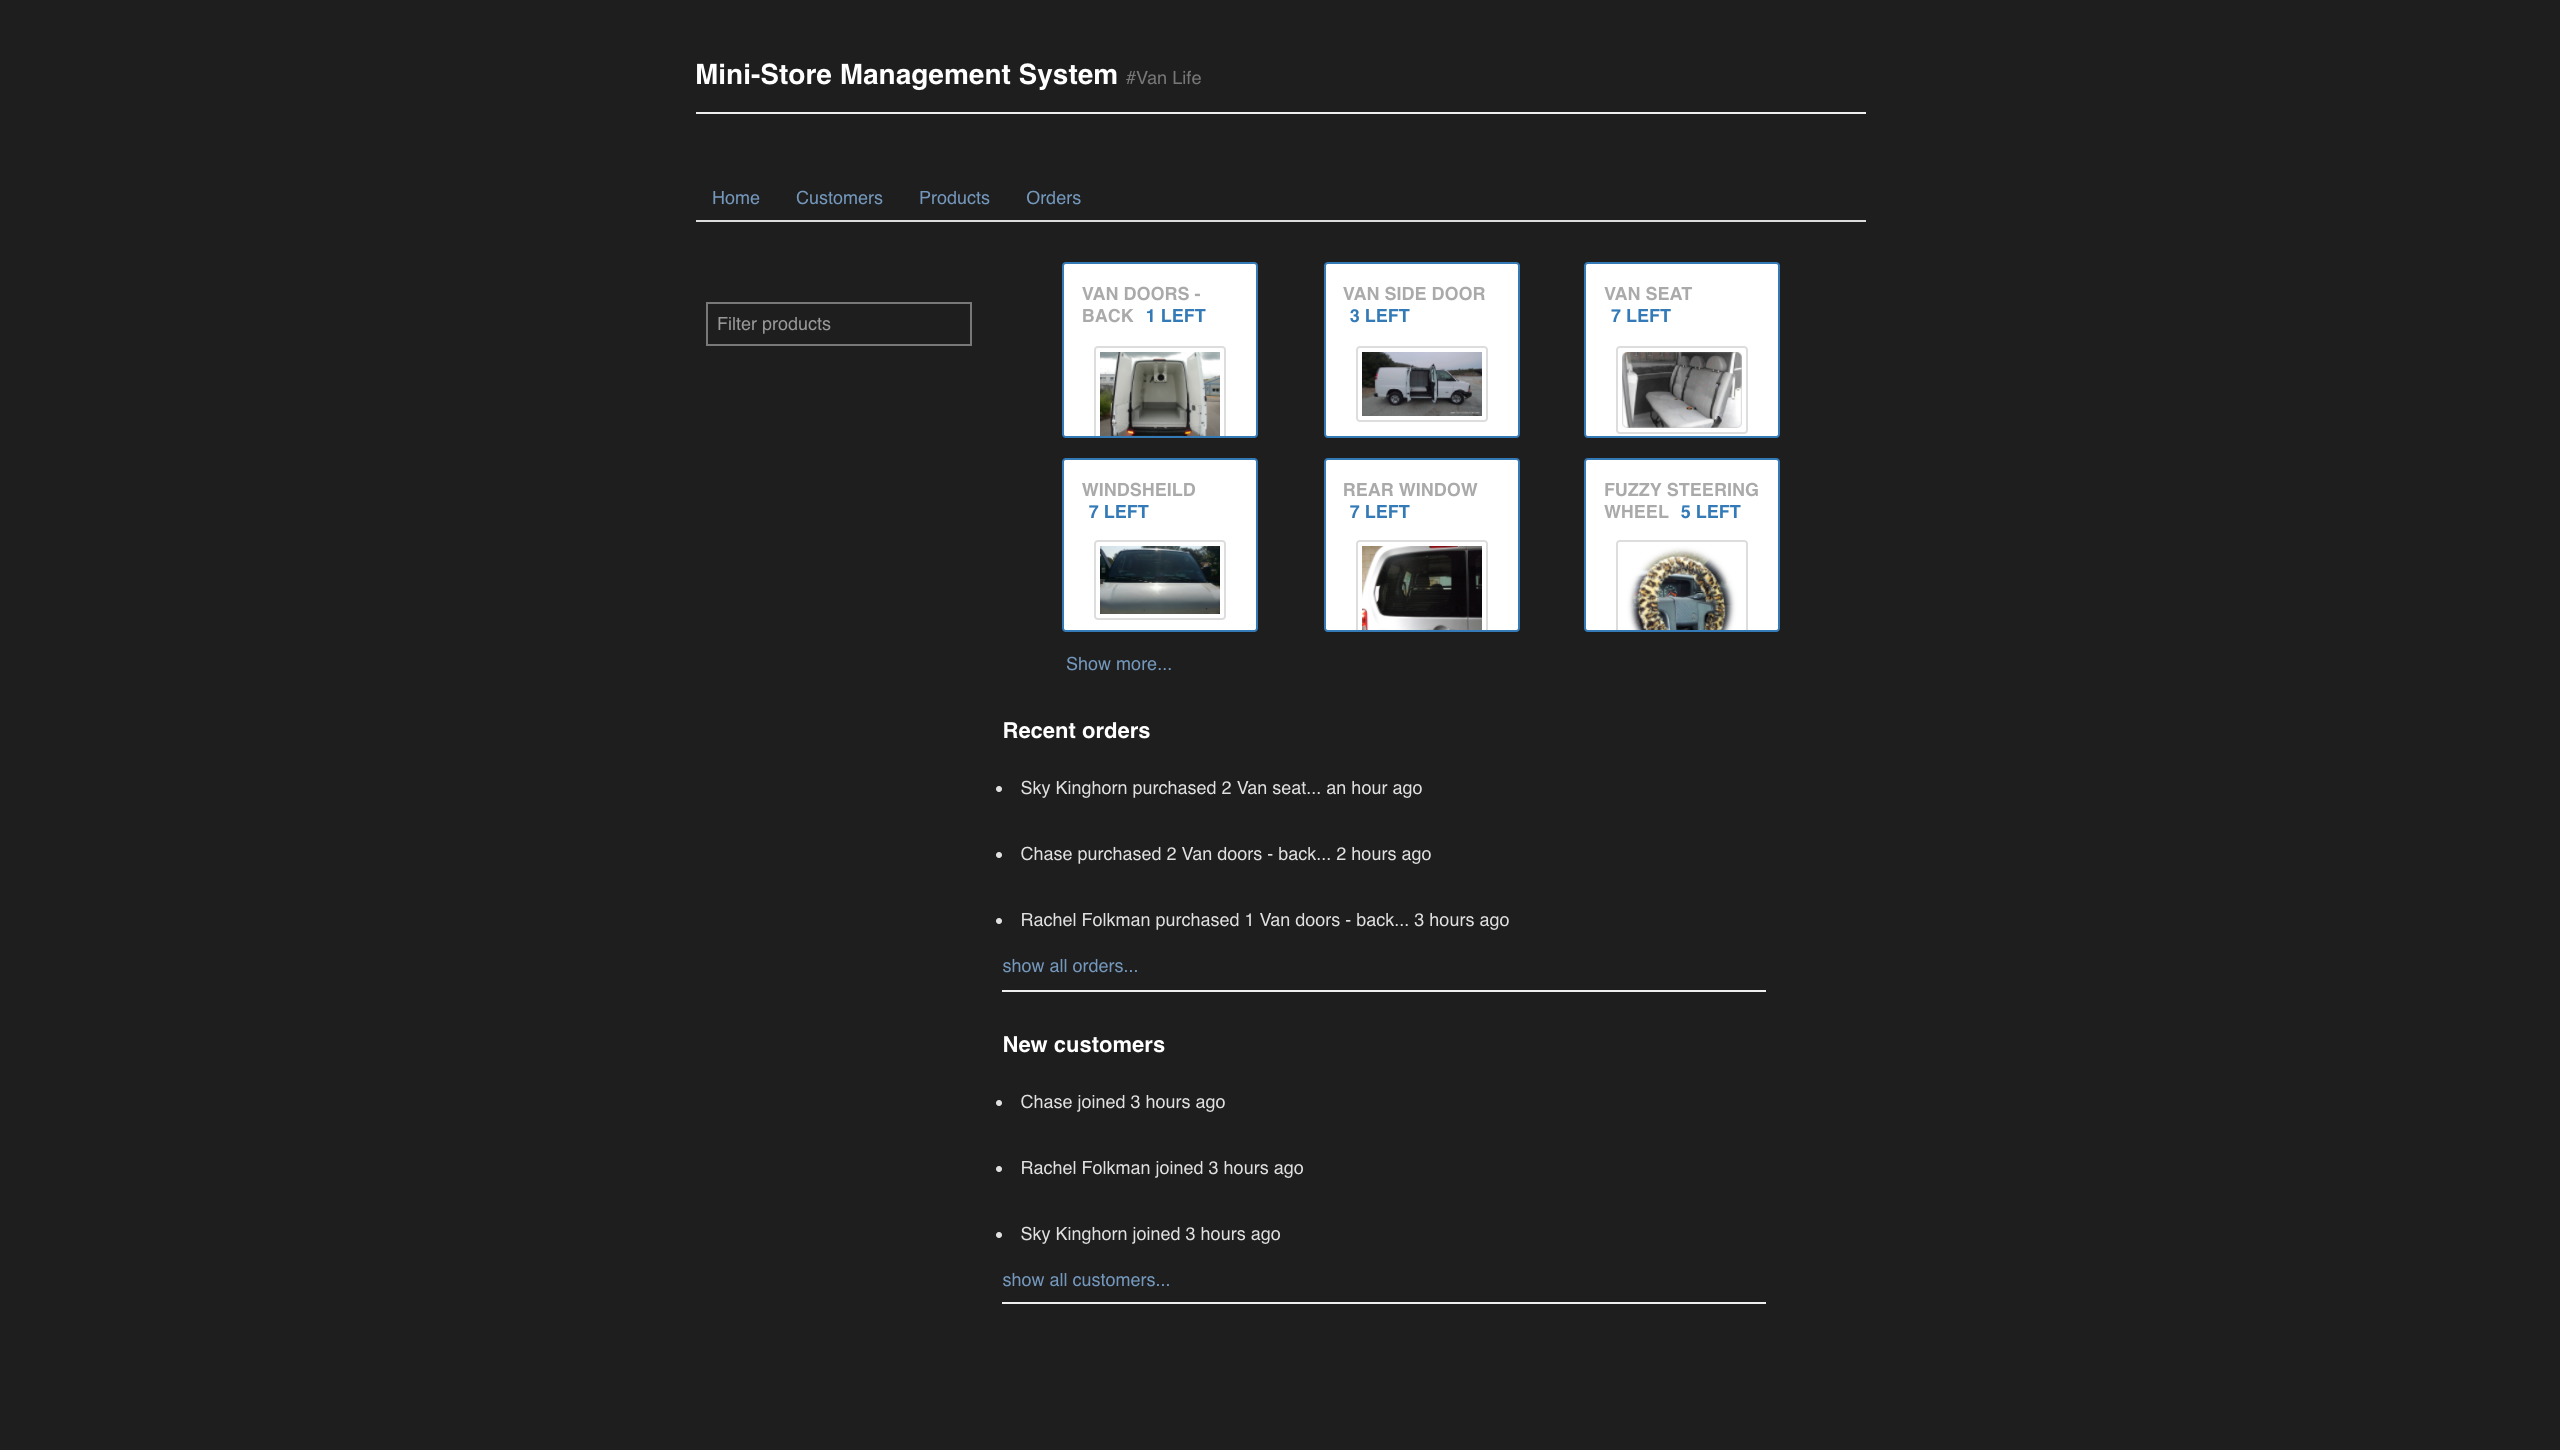 Mini-Store Management System #Van Life
Home Customers Products Orders
Filter products
VAN DOORS -
BACK 1 LEFT
VAN SIDE DOOR
3 LEFT
VAN SEAT
7 LEFT
WINDSHEILD
7 LEFT
REAR WINDOW
7 LEFT
FUZZY STEERING
WHEEL 5 LEFT
Show more...
Recent orders
Sky Kinghorn purchased 2 Van seat... an hour ago
Chase purchased 2 Van doors - back... 2 hours ago
Rachel Folkman purchased 1 Van doors - back... 3 hours ago
show all orders...
New customers
Chase joined 3 hours ago
Rachel Folkman joined 3 hours ago
Sky Kinghorn joined 3 hours ago
show all customers...